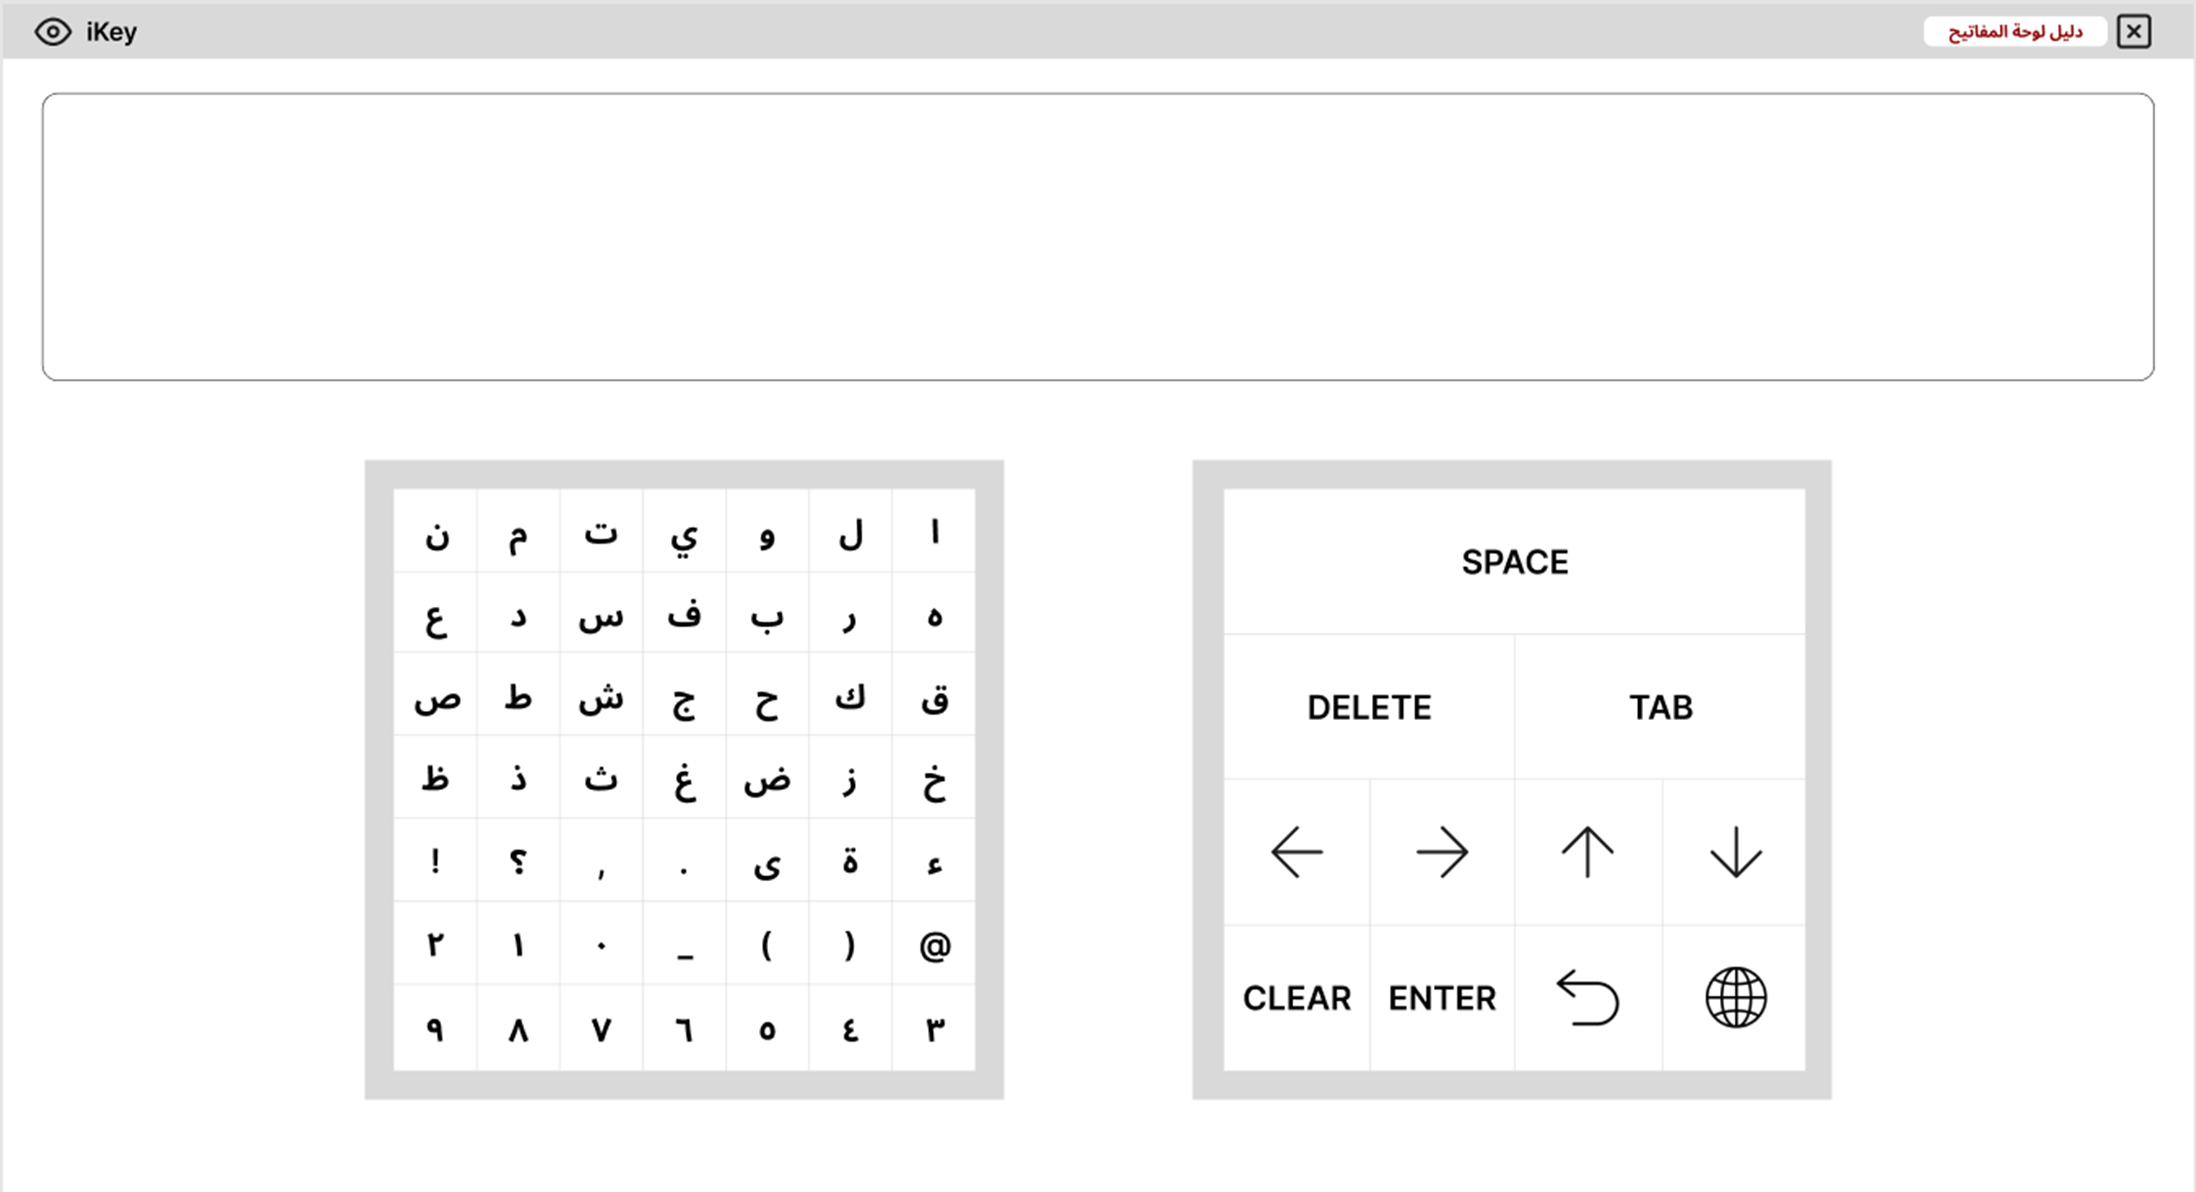 iKey دليل لوحة المفاتيح
ا ل و ي ت م ن
ه ر ب ف س د ع
ق ك ح ج ش ط ص
خ ز ض غ ث ذ ظ
ء ة ى . , ؟ !
@ ( ) _ ٠ ١ ٢
٣ ٤ ٥ ٦ ٧ ٨ ٩
SPACE
DELETE TAB
CLEAR ENTER